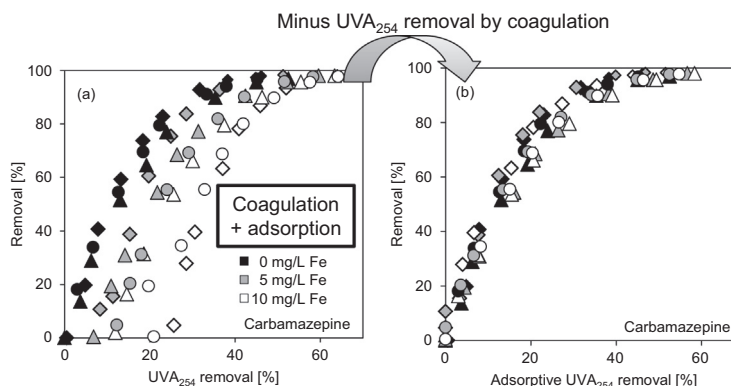 Minus UVA254 removal by coagulation
(a)
Removal [%]
100
80
60
40
20
0
Coagulation
+ adsorption
0 mg/L Fe
5 mg/L Fe
10 mg/L Fe
Carbamazepine
0 20 40 60
UVA254 removal [%]
(b)
Removal [%]
100
80
60
40
20
0
Carbamazepine
0 20 40 60
Adsorptive UVA254 removal [%]